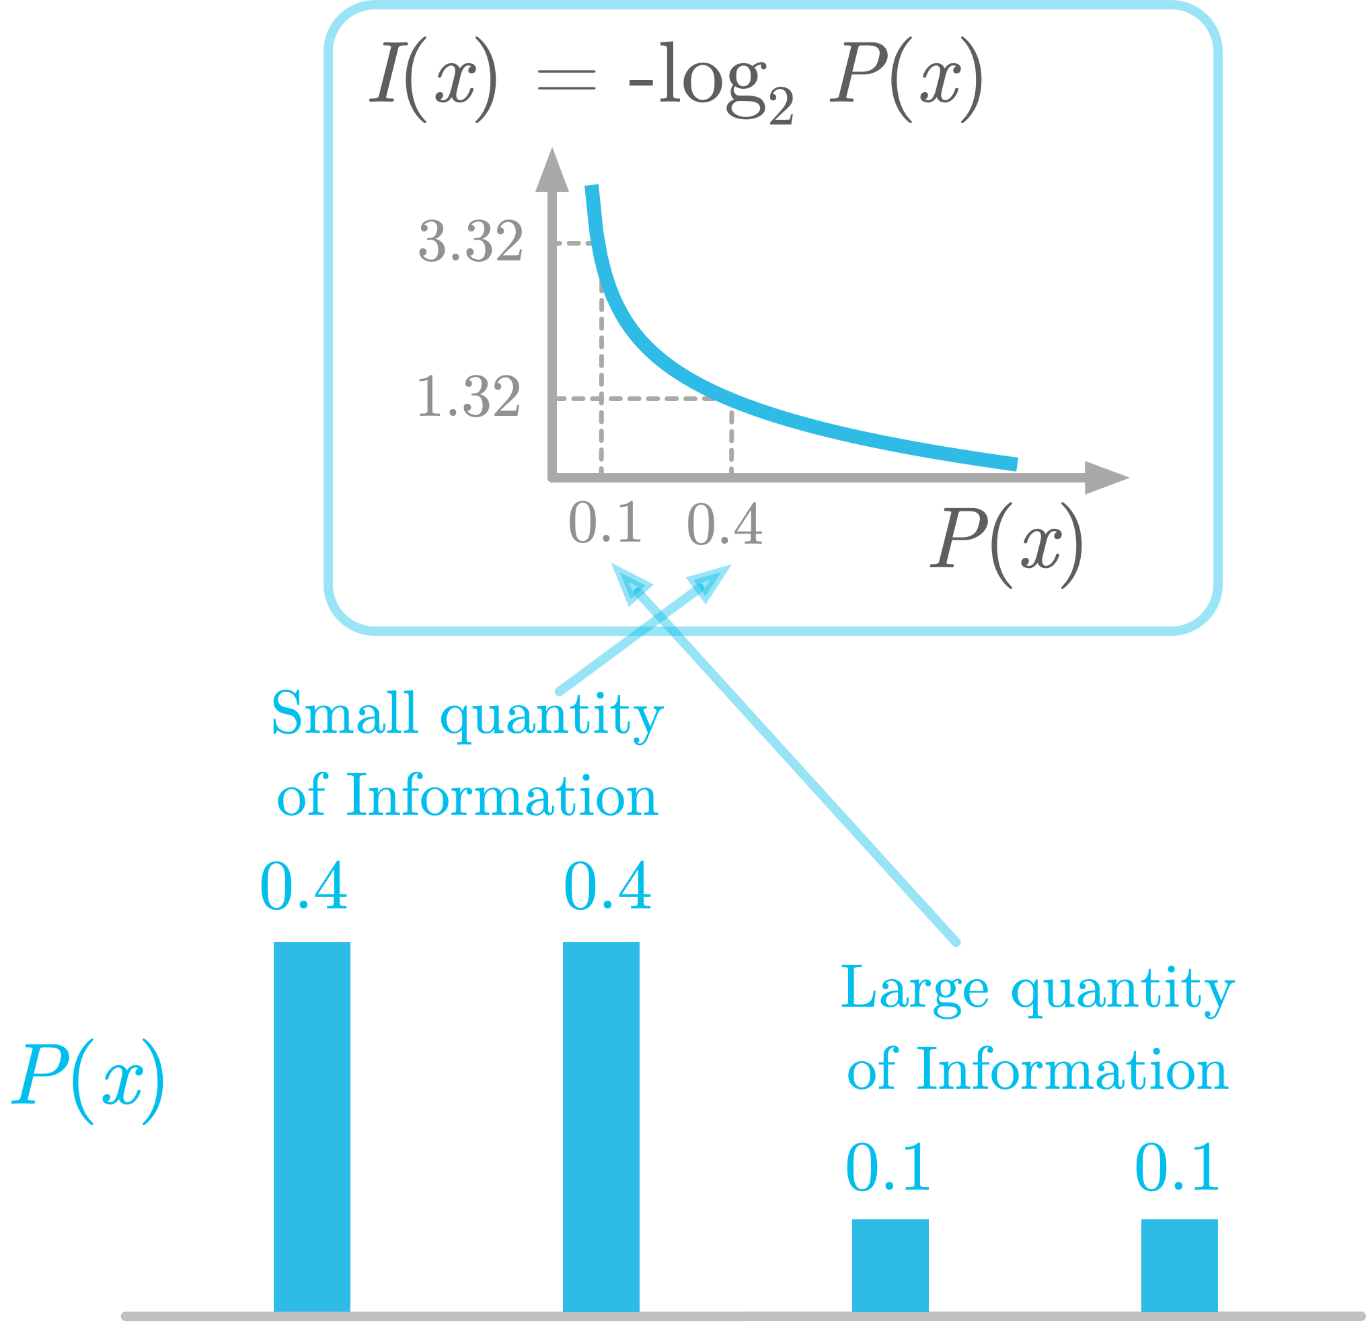 I(x) = -log₂ P(x)
3.32
1.32
0.1 0.4
P(x)
Small quantity
of Information
0.4 0.4
Large quantity
of Information
P(x)
0.1 0.1